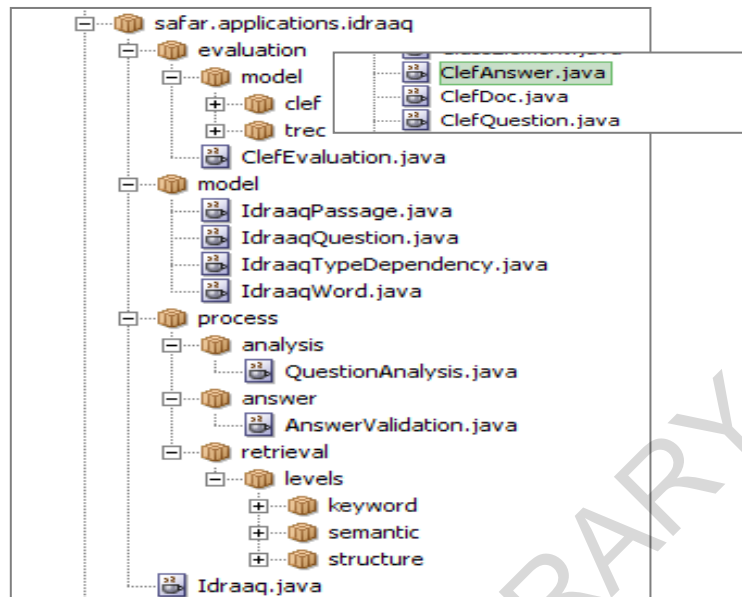 safar.applications.idraaq
evaluation
model
clef
trec
ClefEvaluation.java
ClefAnswer.java
ClefDoc.java
ClefQuestion.java
model
IdraaqPassage.java
IdraaqQuestion.java
IdraaqTypeDependency.java
IdraaqWord.java
process
analysis
QuestionAnalysis.java
answer
AnswerValidation.java
retrieval
levels
keyword
semantic
structure
Idraaq.java